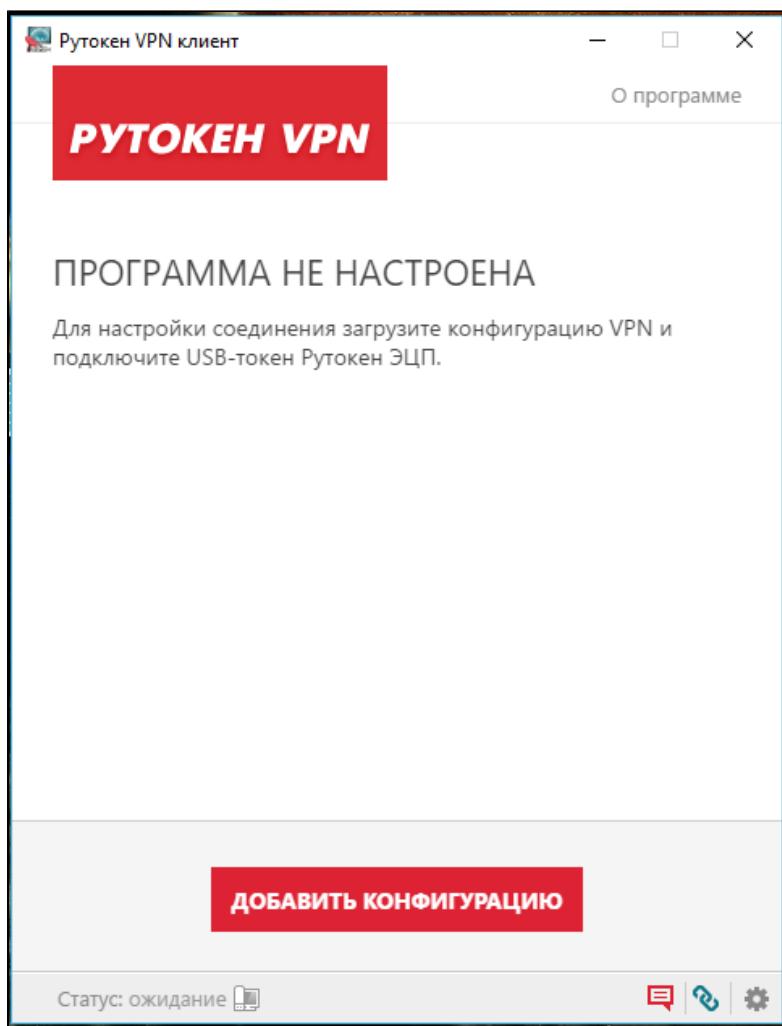 Рутокен VPN клиент
О программе
РУТОКЕН VPN
ПРОГРАММА НЕ НАСТРОЕНА
Для настройки соединения загрузите конфигурацию VPN и
подключите USB-токен Рутокен ЭЦП.
ДОБАВИТЬ КОНФИГУРАЦИЮ
Статус: ожидание